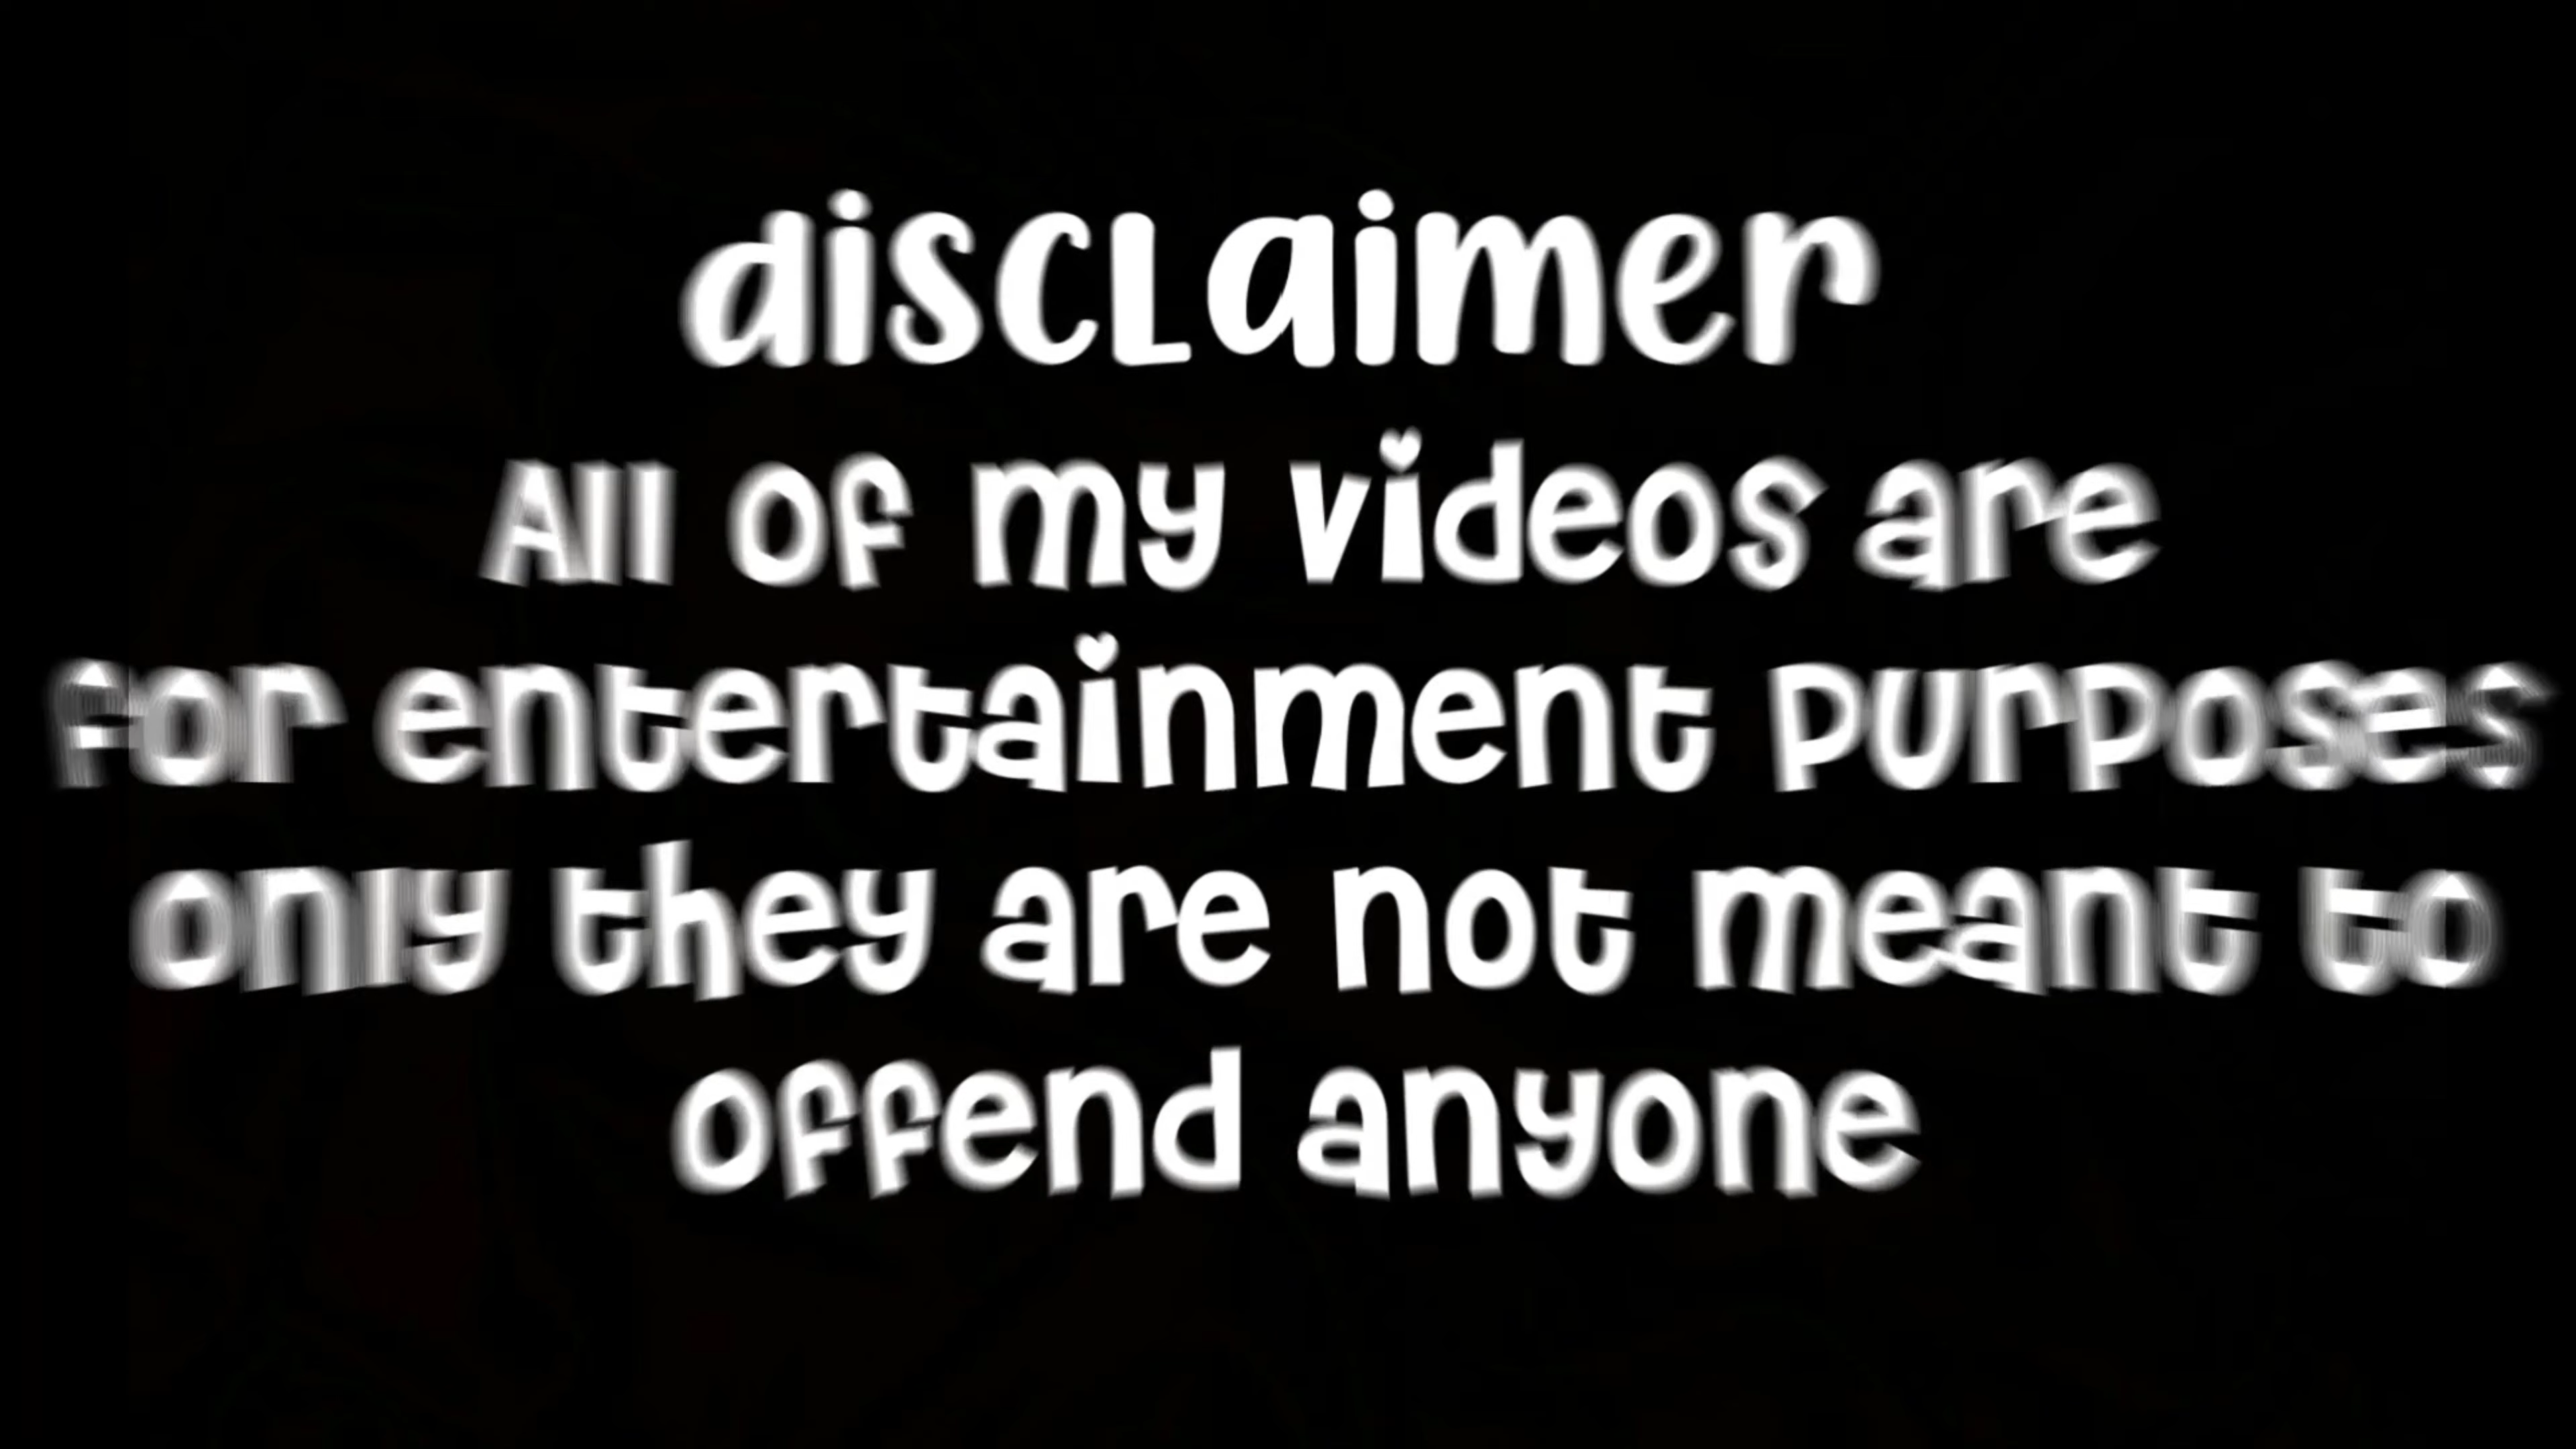 disclaimer
All of my videos are
for entertainment purposes
only they are not meant to
offend anyone